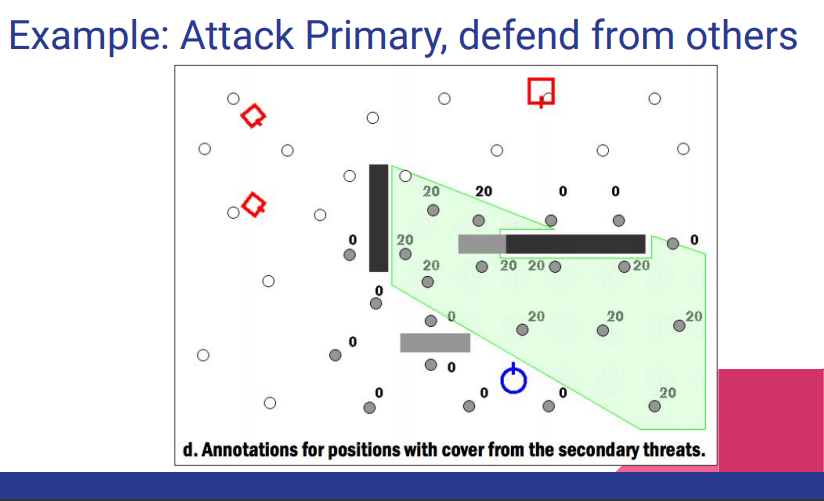 Example: Attack Primary, defend from others
20 20 0 0
0 20 0
20 20 20 20
0
0 20 20 20
0
0
0 0 0 20
d. Annotations for positions with cover from the secondary threats.